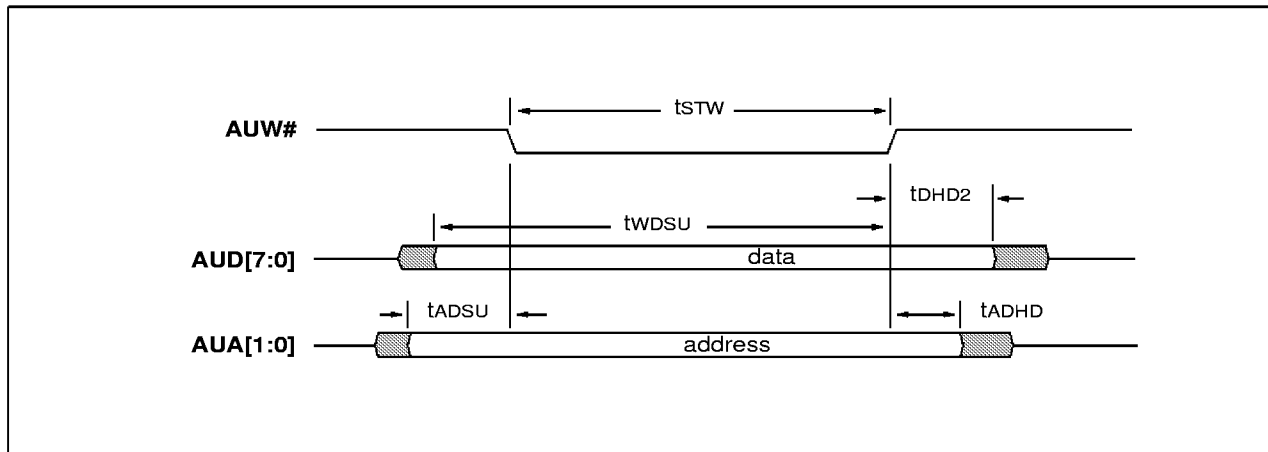 tSTW
AUW#
tDHD2
tWDSU
AUD[7:0] data
tADSU tADHD
AUA[1:0] address